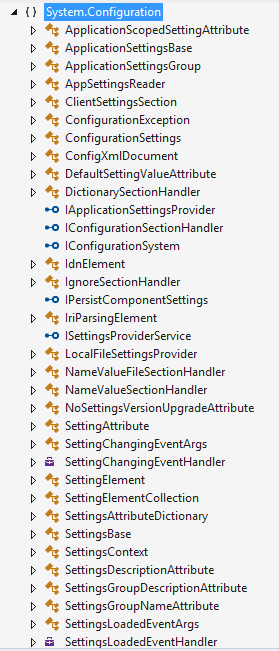 { } System.Configuration
ApplicationScopedSettingAttribute
ApplicationSettingsBase
ApplicationSettingsGroup
AppSettingsReader
ClientSettingsSection
ConfigurationException
ConfigurationSettings
ConfigXmlDocument
DefaultSettingValueAttribute
DictionarySectionHandler
IApplicationSettingsProvider
IConfigurationSectionHandler
IConfigurationSystem
IdnElement
IgnoreSectionHandler
IPersistComponentSettings
IriParsingElement
ISettingsProviderService
LocalFileSettingsProvider
NameValueFileSectionHandler
NameValueSectionHandler
NoSettingsVersionUpgradeAttribute
SettingAttribute
SettingChangingEventArgs
SettingChangingEventHandler
SettingElement
SettingElementCollection
SettingsAttributeDictionary
SettingsBase
SettingsContext
SettingsDescriptionAttribute
SettingsGroupDescriptionAttribute
SettingsGroupNameAttribute
SettingsLoadedEventArgs
SettingsLoadedEventHandler